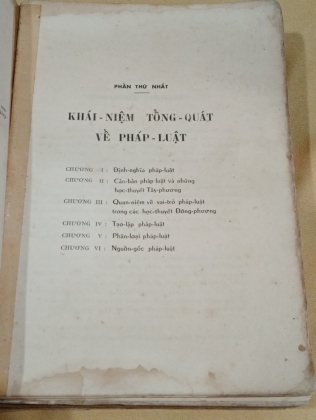 PHẦN THỨ NHẤT
KHÁI-NIỆM TỔNG-QUÁT
VỀ PHÁP-LUẬT
CHƯƠNG I : Định-nghĩa pháp-luật
CHƯƠNG II : Căn-bản pháp-luật và những
học-thuyết Tây-phương
CHƯƠNG III : Quan-niệm về vai-trò pháp-luật
trong các học-thuyết Đông-phương
CHƯƠNG IV : Tạo-lập pháp-luật
CHƯƠNG V : Phân-loại pháp-luật
CHƯƠNG VI : Nguồn-gốc pháp-luật